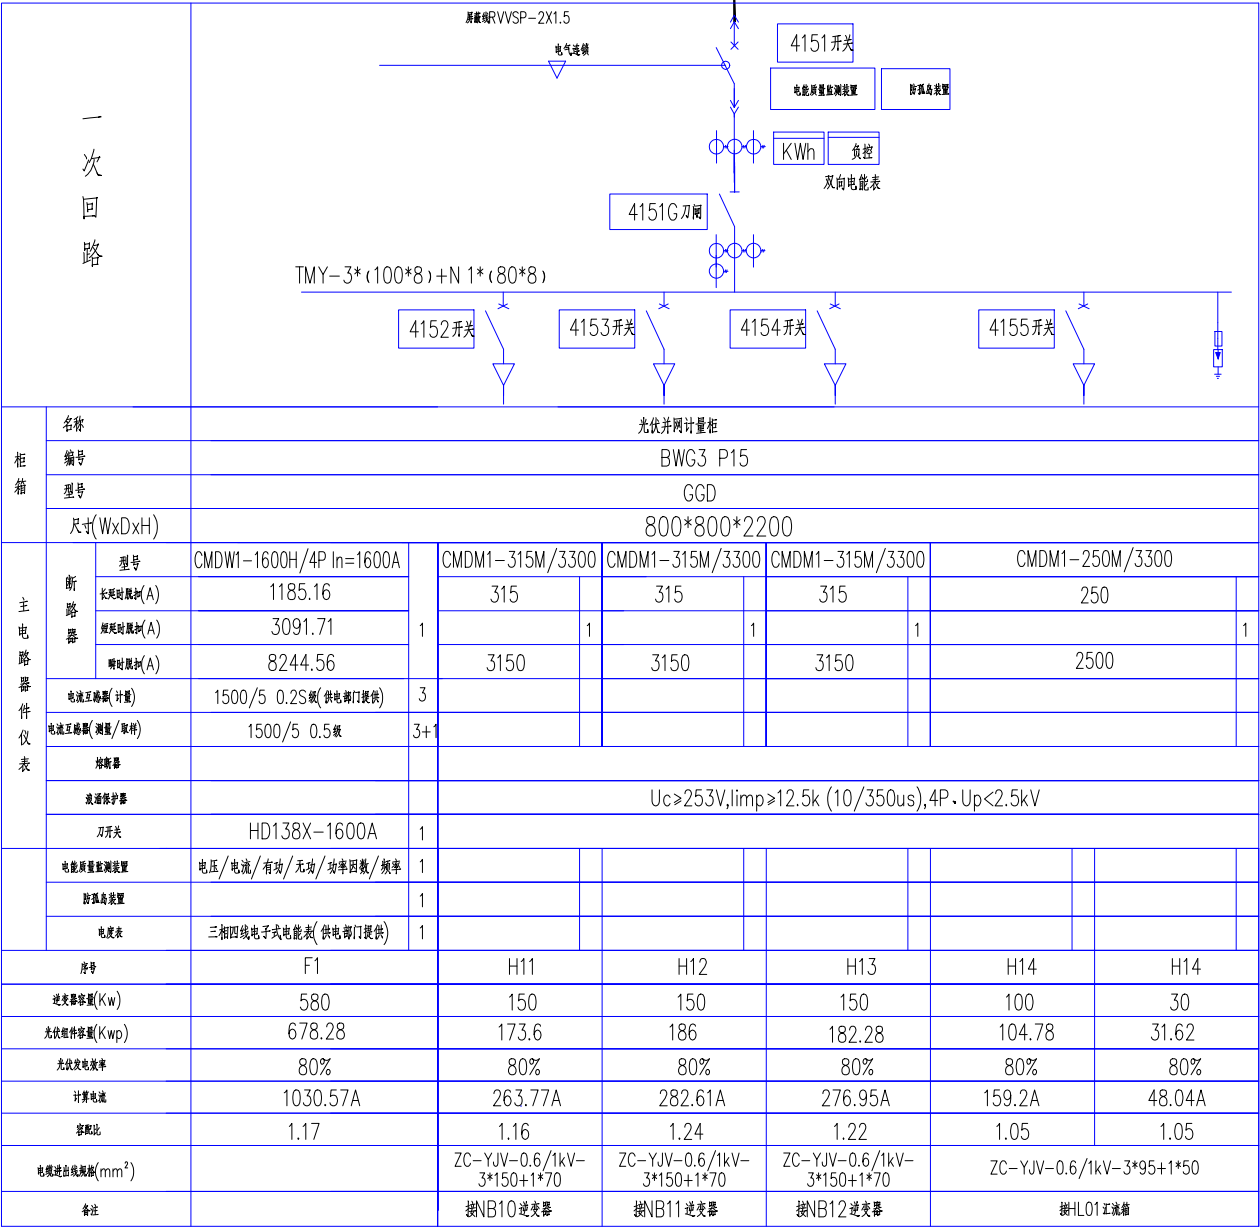 屏蔽线RVVSP-2X1.5
电气连锁
4151开关
电能质量监测装置
防孤岛装置
KWh
负控
双向电能表
4151G刀闸
一次回路
TMY-3*(100*8)+N 1*(80*8)
4152开关
4153开关
4154开关
4155开关
柜箱
名称
光伏并网计量柜
编号
BWG3 P15
型号
GGD
尺寸(WxDxH)
800*800*2200
主电路器件仪表
断路器
型号
CMDW1-1600H/4P In=1600A
CMDM1-315M/3300
CMDM1-315M/3300
CMDM1-315M/3300
CMDM1-250M/3300
长延时脱扣(A)
1185.16
315
315
315
250
短延时脱扣(A)
3091.71
1
1
1
1
1
瞬时脱扣(A)
8244.56
3150
3150
3150
2500
电流互感器(计量)
1500/5 0.2S级(供电部门提供)
3
电流互感器(测量/取样)
1500/5 0.5级
3+1
熔断器
浪涌保护器
Uc≥253V,Iimp≥12.5k (10/350us),4P、Up<2.5kV
刀开关
HD138X-1600A
1
电能质量监测装置
电压/电流/有功/无功/功率因数/频率
1
防孤岛装置
1
电度表
三相四线电子式电能表(供电部门提供)
1
序号
F1
H11
H12
H13
H14
H14
逆变器容量(Kw)
580
150
150
150
100
30
光伏组件容量(Kwp)
678.28
173.6
186
182.28
104.78
31.62
光伏发电效率
80%
80%
80%
80%
80%
80%
计算电流
1030.57A
263.77A
282.61A
276.95A
159.2A
48.04A
容配比
1.17
1.16
1.24
1.22
1.05
1.05
电缆进出线规格(mm²)
ZC-YJV-0.6/1kV-
3*150+1*70
ZC-YJV-0.6/1kV-
3*150+1*70
ZC-YJV-0.6/1kV-
3*150+1*70
ZC-YJV-0.6/1kV-3*95+1*50
备注
接NB10逆变器
接NB11逆变器
接NB12逆变器
接HL01汇流箱